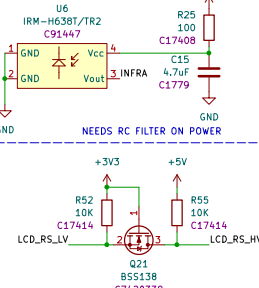 U6
IRM-H638T/TR2
C91447
1
GND
Vcc
4
2
GND
Vout
3
INFRA
GND
R25
100
C17408
C15
4.7uF
C1779
GND
NEEDS RC FILTER ON POWER
+3V3
+5V
R52
10K
C17414
R55
10K
C17414
1
LCD_RS_LV
2
3
LCD_RS_HV
Q21
BSS138